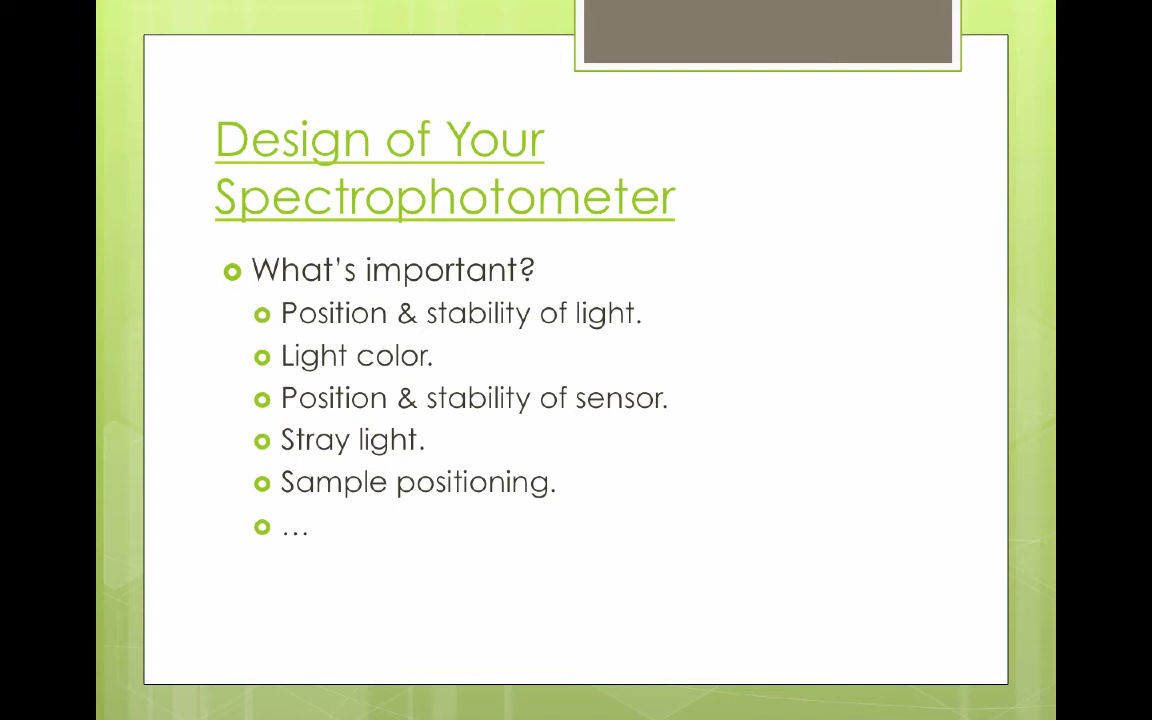 Design of Your
Spectrophotometer
What's important?
Position & stability of light.
Light color.
Position & stability of sensor.
Stray light.
Sample positioning.
…